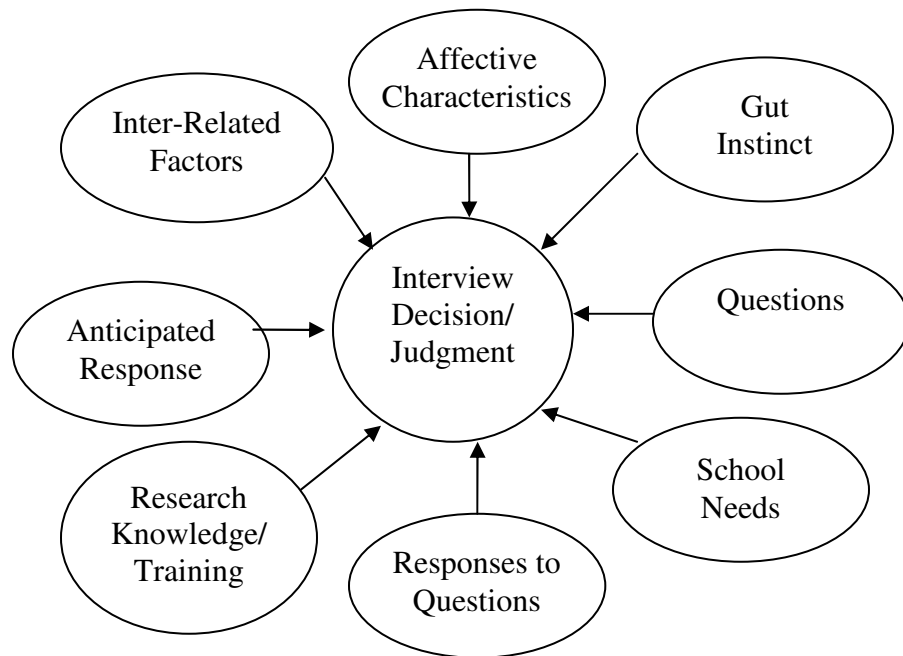 Affective
Characteristics
Inter-Related
Factors
Gut
Instinct
Interview
Decision/
Judgment
Questions
Anticipated
Response
School
Needs
Research
Knowledge/
Training
Responses to
Questions